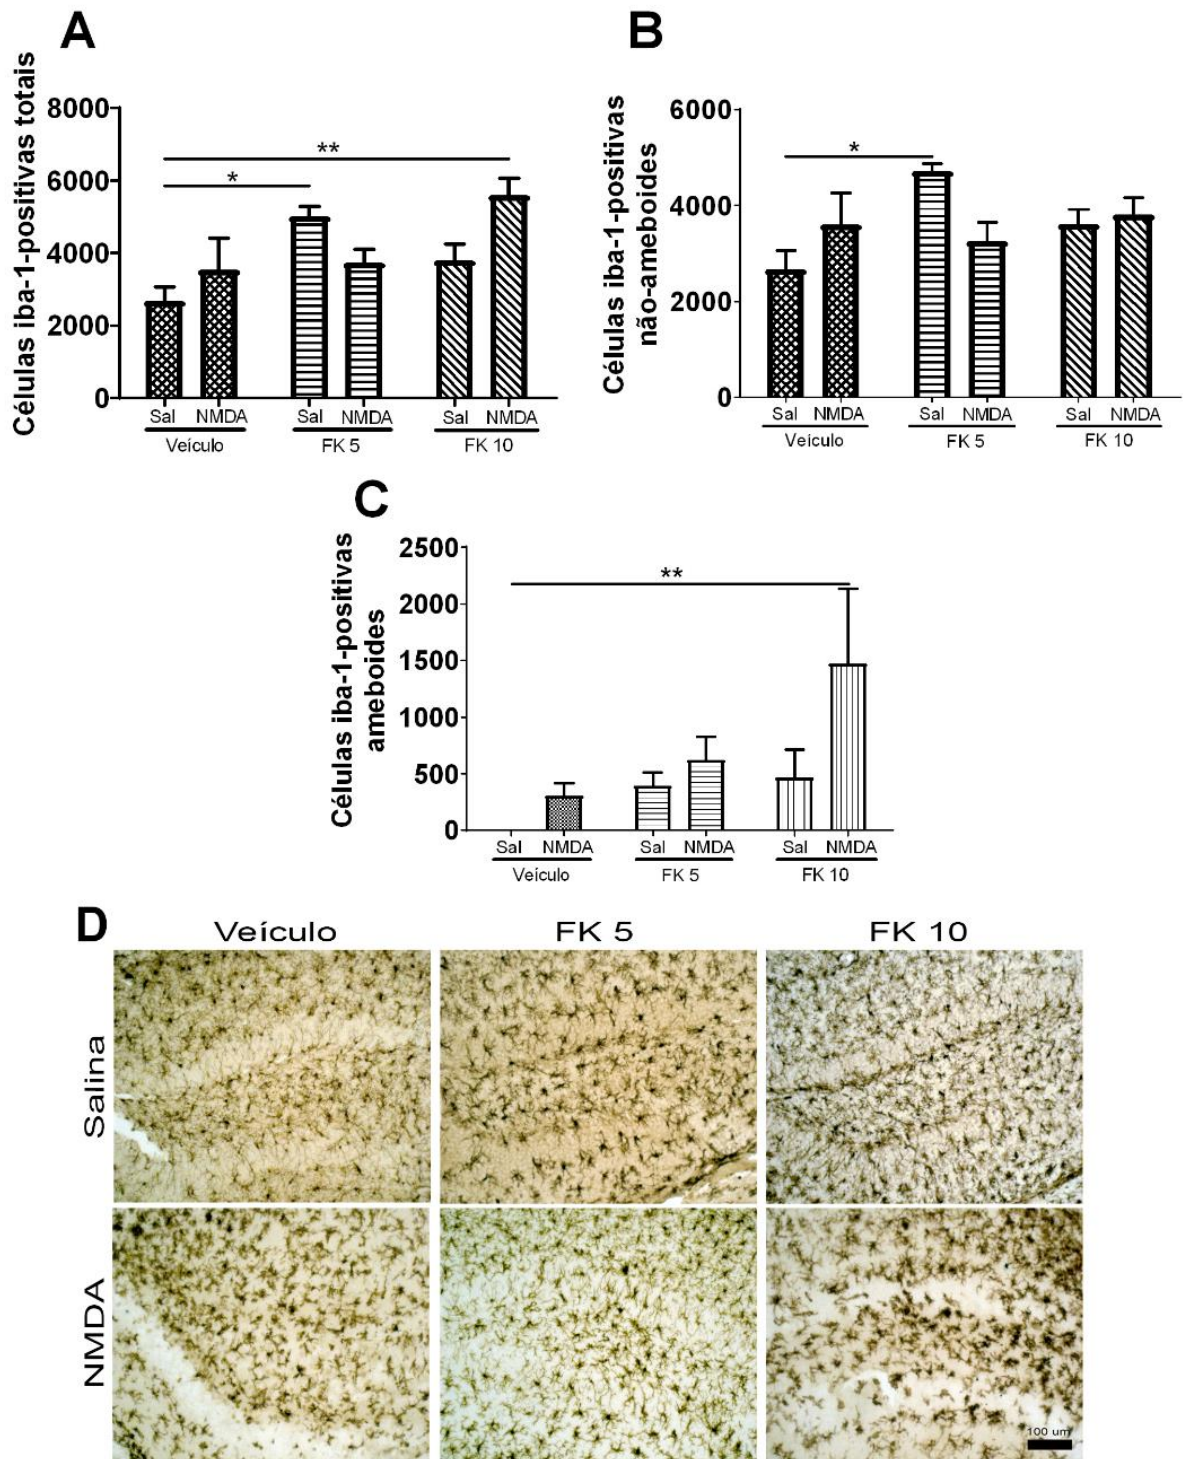 A
Células iba-1-positivas totais
8000
6000
4000
2000
0
**
*
Sal NMDA Sal NMDA Sal NMDA
Veículo FK 5 FK 10
B
Células iba-1-positivas
não-ameboides
6000
4000
2000
0
*
Sal NMDA Sal NMDA Sal NMDA
Veículo FK 5 FK 10
C
Células iba-1-positivas
ameboides
2500
2000
1500
1000
500
0
**
Sal NMDA Sal NMDA Sal NMDA
Veículo FK 5 FK 10
D
Veículo FK 5 FK 10
Salina
NMDA
100 um